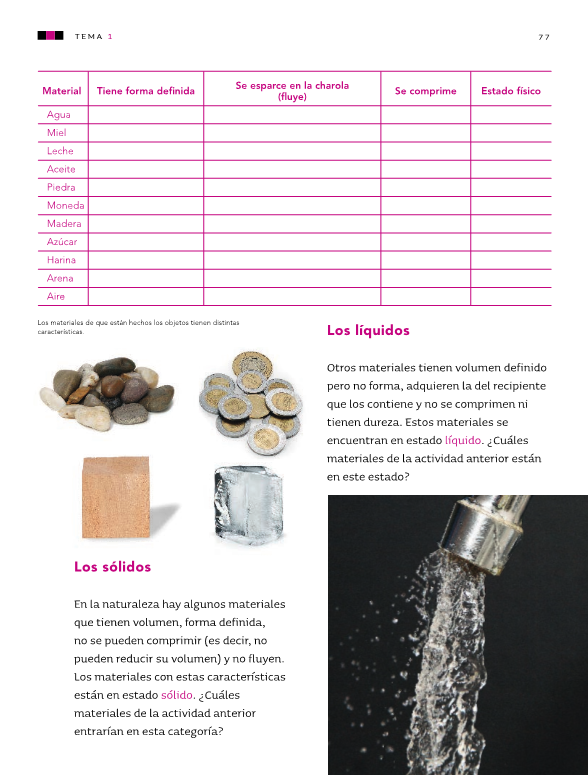 TEMA 1
77
Material Tiene forma definida Se esparce en la charola (fluye) Se comprime Estado físico
Agua
Miel
Leche
Aceite
Piedra
Moneda
Madera
Azúcar
Harina
Arena
Aire
Los materiales de que están hechos los objetos tienen distintas
características.
Los sólidos
En la naturaleza hay algunos materiales
que tienen volumen, forma definida,
no se pueden comprimir (es decir, no
pueden reducir su volumen) y no fluyen.
Los materiales con estas características
están en estado sólido. ¿Cuáles
materiales de la actividad anterior
entrarían en esta categoría?
Los líquidos
Otros materiales tienen volumen definido
pero no forma, adquieren la del recipiente
que los contiene y no se comprimen ni
tienen dureza. Estos materiales se
encuentran en estado líquido. ¿Cuáles
materiales de la actividad anterior están
en este estado?